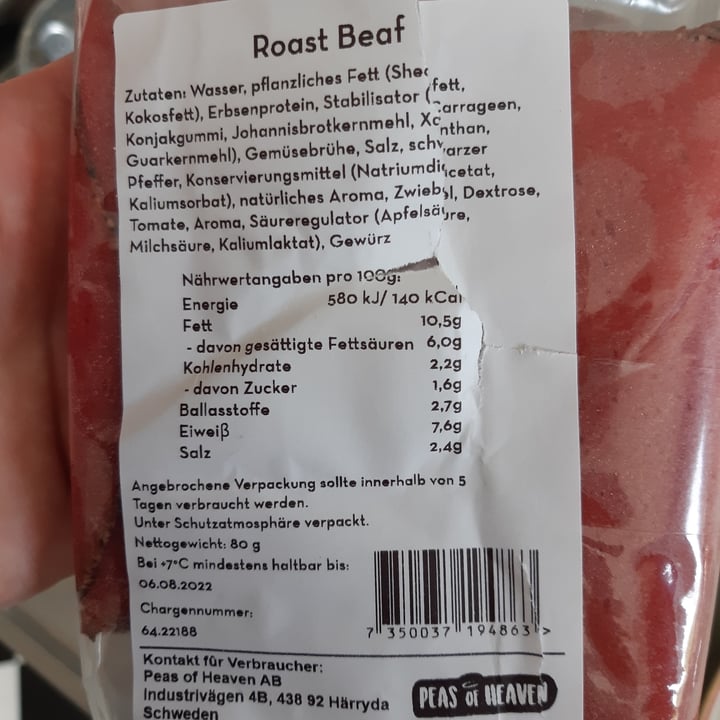 Roast Beaf
Zutaten: Wasser, pflanzliches Fett (Shec fett,
Kokosfett), Erbsenprotein, Stabilisator (Carrageen,
Konjakgummi, Johannisbrotkernmehl, Xanthan,
Guarkernmehl), Gemüsebrühe, Salz, schwarzer
Pfeffer, Konservierungsmittel (Natriumdiacetat,
Kaliumsorbat), natürliches Aroma, Zwiebel, Dextrose,
Tomate, Aroma, Säureregulator (Apfelsäure,
Milchsäure, Kaliumlaktat), Gewürz
Nährwertangaben pro 100g:
Energie 580 kJ/ 140 kCal
Fett 10,5g
- davon gesättigte Fettsäuren 6,0g
Kohlenhydrate 2,2g
- davon Zucker 1,6g
Ballasstoffe 2,7g
Eiweiß 7,6g
Salz 2,4g
Angebrochene Verpackung sollte innerhalb von 5
Tagen verbraucht werden.
Unter Schutzatmosphäre verpackt.
Nettogewicht: 80 g
Bei +7°C mindestens haltbar bis:
06.08.2022
Chargennummer:
64.22188
7 350037 194863 >
Kontakt für Verbraucher:
Peas of Heaven AB
Industrivägen 4B, 438 92 Härryda
Schweden
PEAS OF HEAVEN